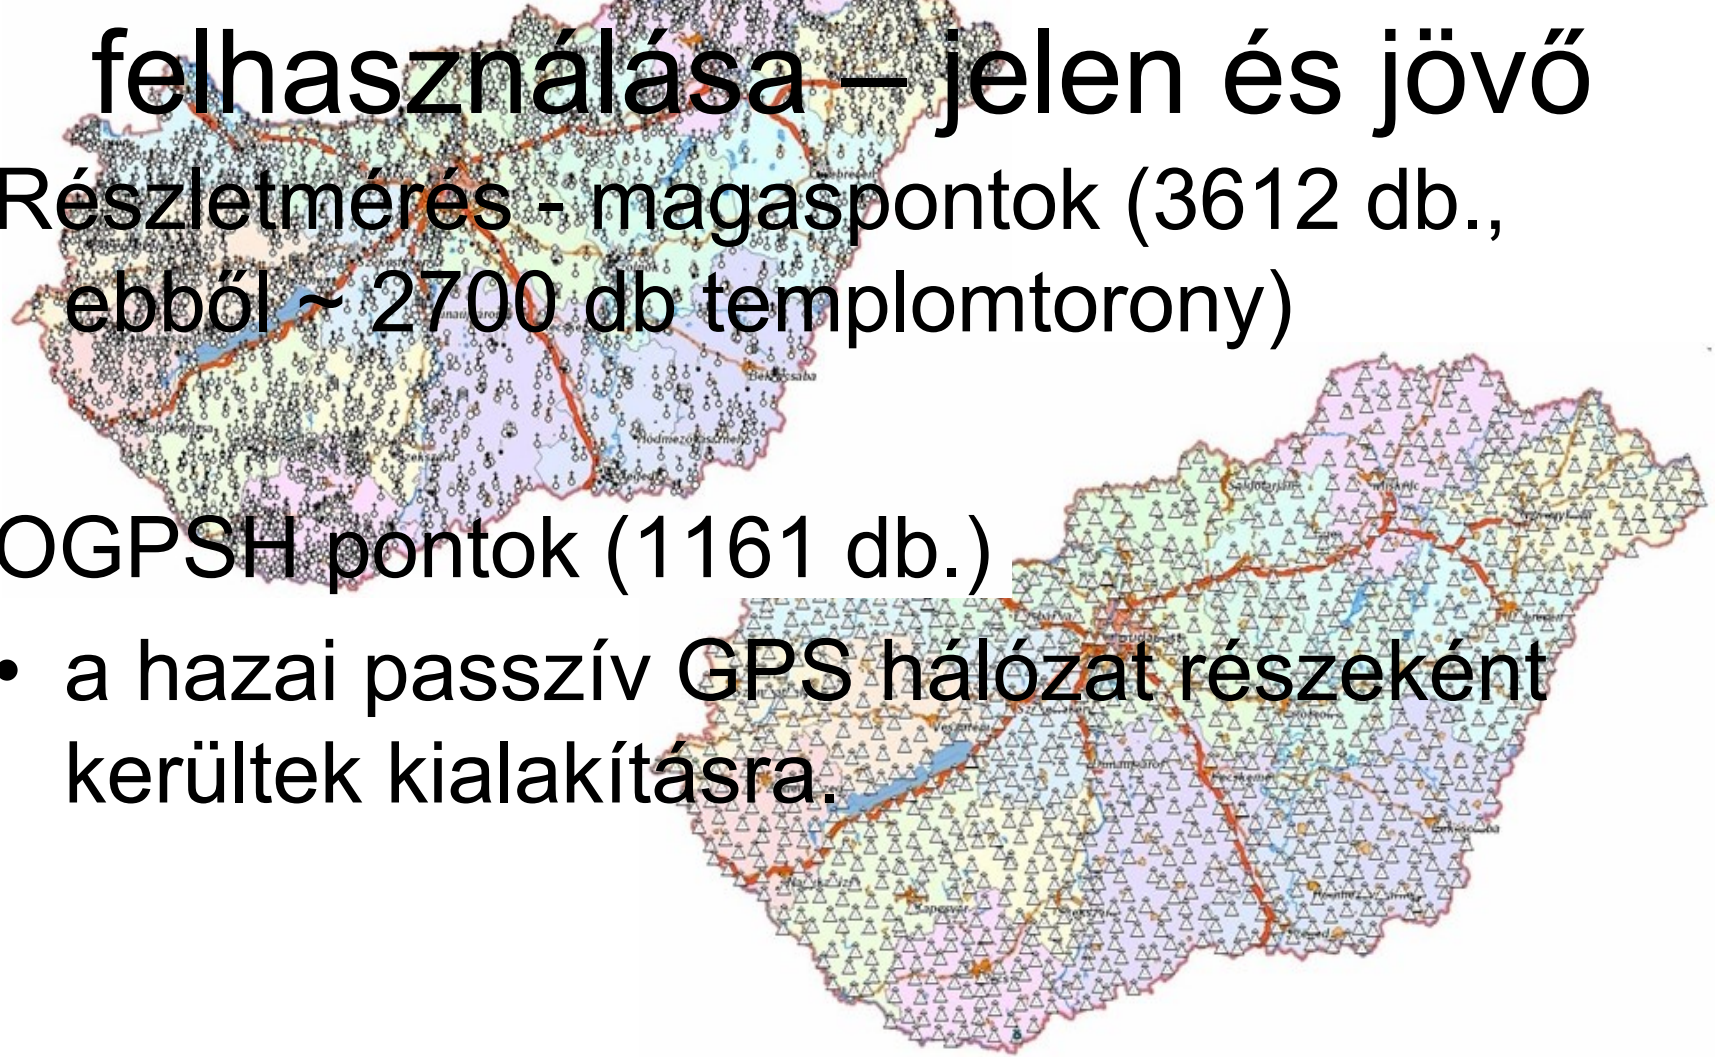 felhasználása – jelen és jövő
Részletmérés - magaspontok (3612 db.,
ebből ~ 2700 db templomtorony)
OGPSH pontok (1161 db.)
• a hazai passzív GPS hálózat részeként
kerültek kialakításra.